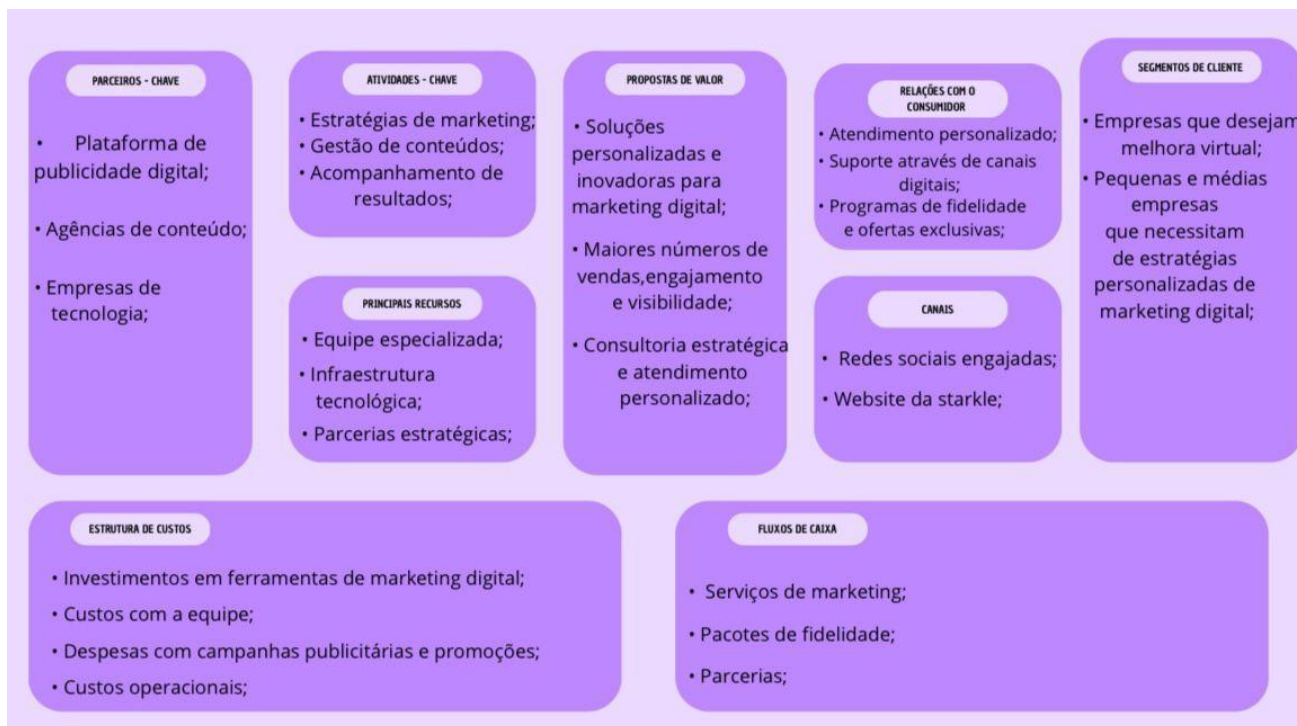 PARCEIROS - CHAVE
• Plataforma de
publicidade digital;
• Agências de conteúdo;
• Empresas de
tecnologia;
ATIVIDADES - CHAVE
• Estratégias de marketing;
• Gestão de conteúdos;
• Acompanhamento de
resultados;
PRINCIPAIS RECURSOS
• Equipe especializada;
• Infraestrutura
tecnológica;
• Parcerias estratégicas;
PROPOSTAS DE VALOR
• Soluções
personalizadas e
inovadoras para
marketing digital;
• Maiores números de
vendas,engajamento
e visibilidade;
• Consultoria estratégica
e atendimento
personalizado;
RELAÇÕES COM O
CONSUMIDOR
• Atendimento personalizado;
• Suporte através de canais
digitais;
• Programas de fidelidade
e ofertas exclusivas;
CANAIS
• Redes sociais engajadas;
• Website da starkle;
SEGMENTOS DE CLIENTE
• Empresas que desejam
melhora virtual;
• Pequenas e médias
empresas
que necessitam
de estratégias
personalizadas de
marketing digital;
ESTRUTURA DE CUSTOS
• Investimentos em ferramentas de marketing digital;
• Custos com a equipe;
• Despesas com campanhas publicitárias e promoções;
• Custos operacionais;
FLUXOS DE CAIXA
• Serviços de marketing;
• Pacotes de fidelidade;
• Parcerias;